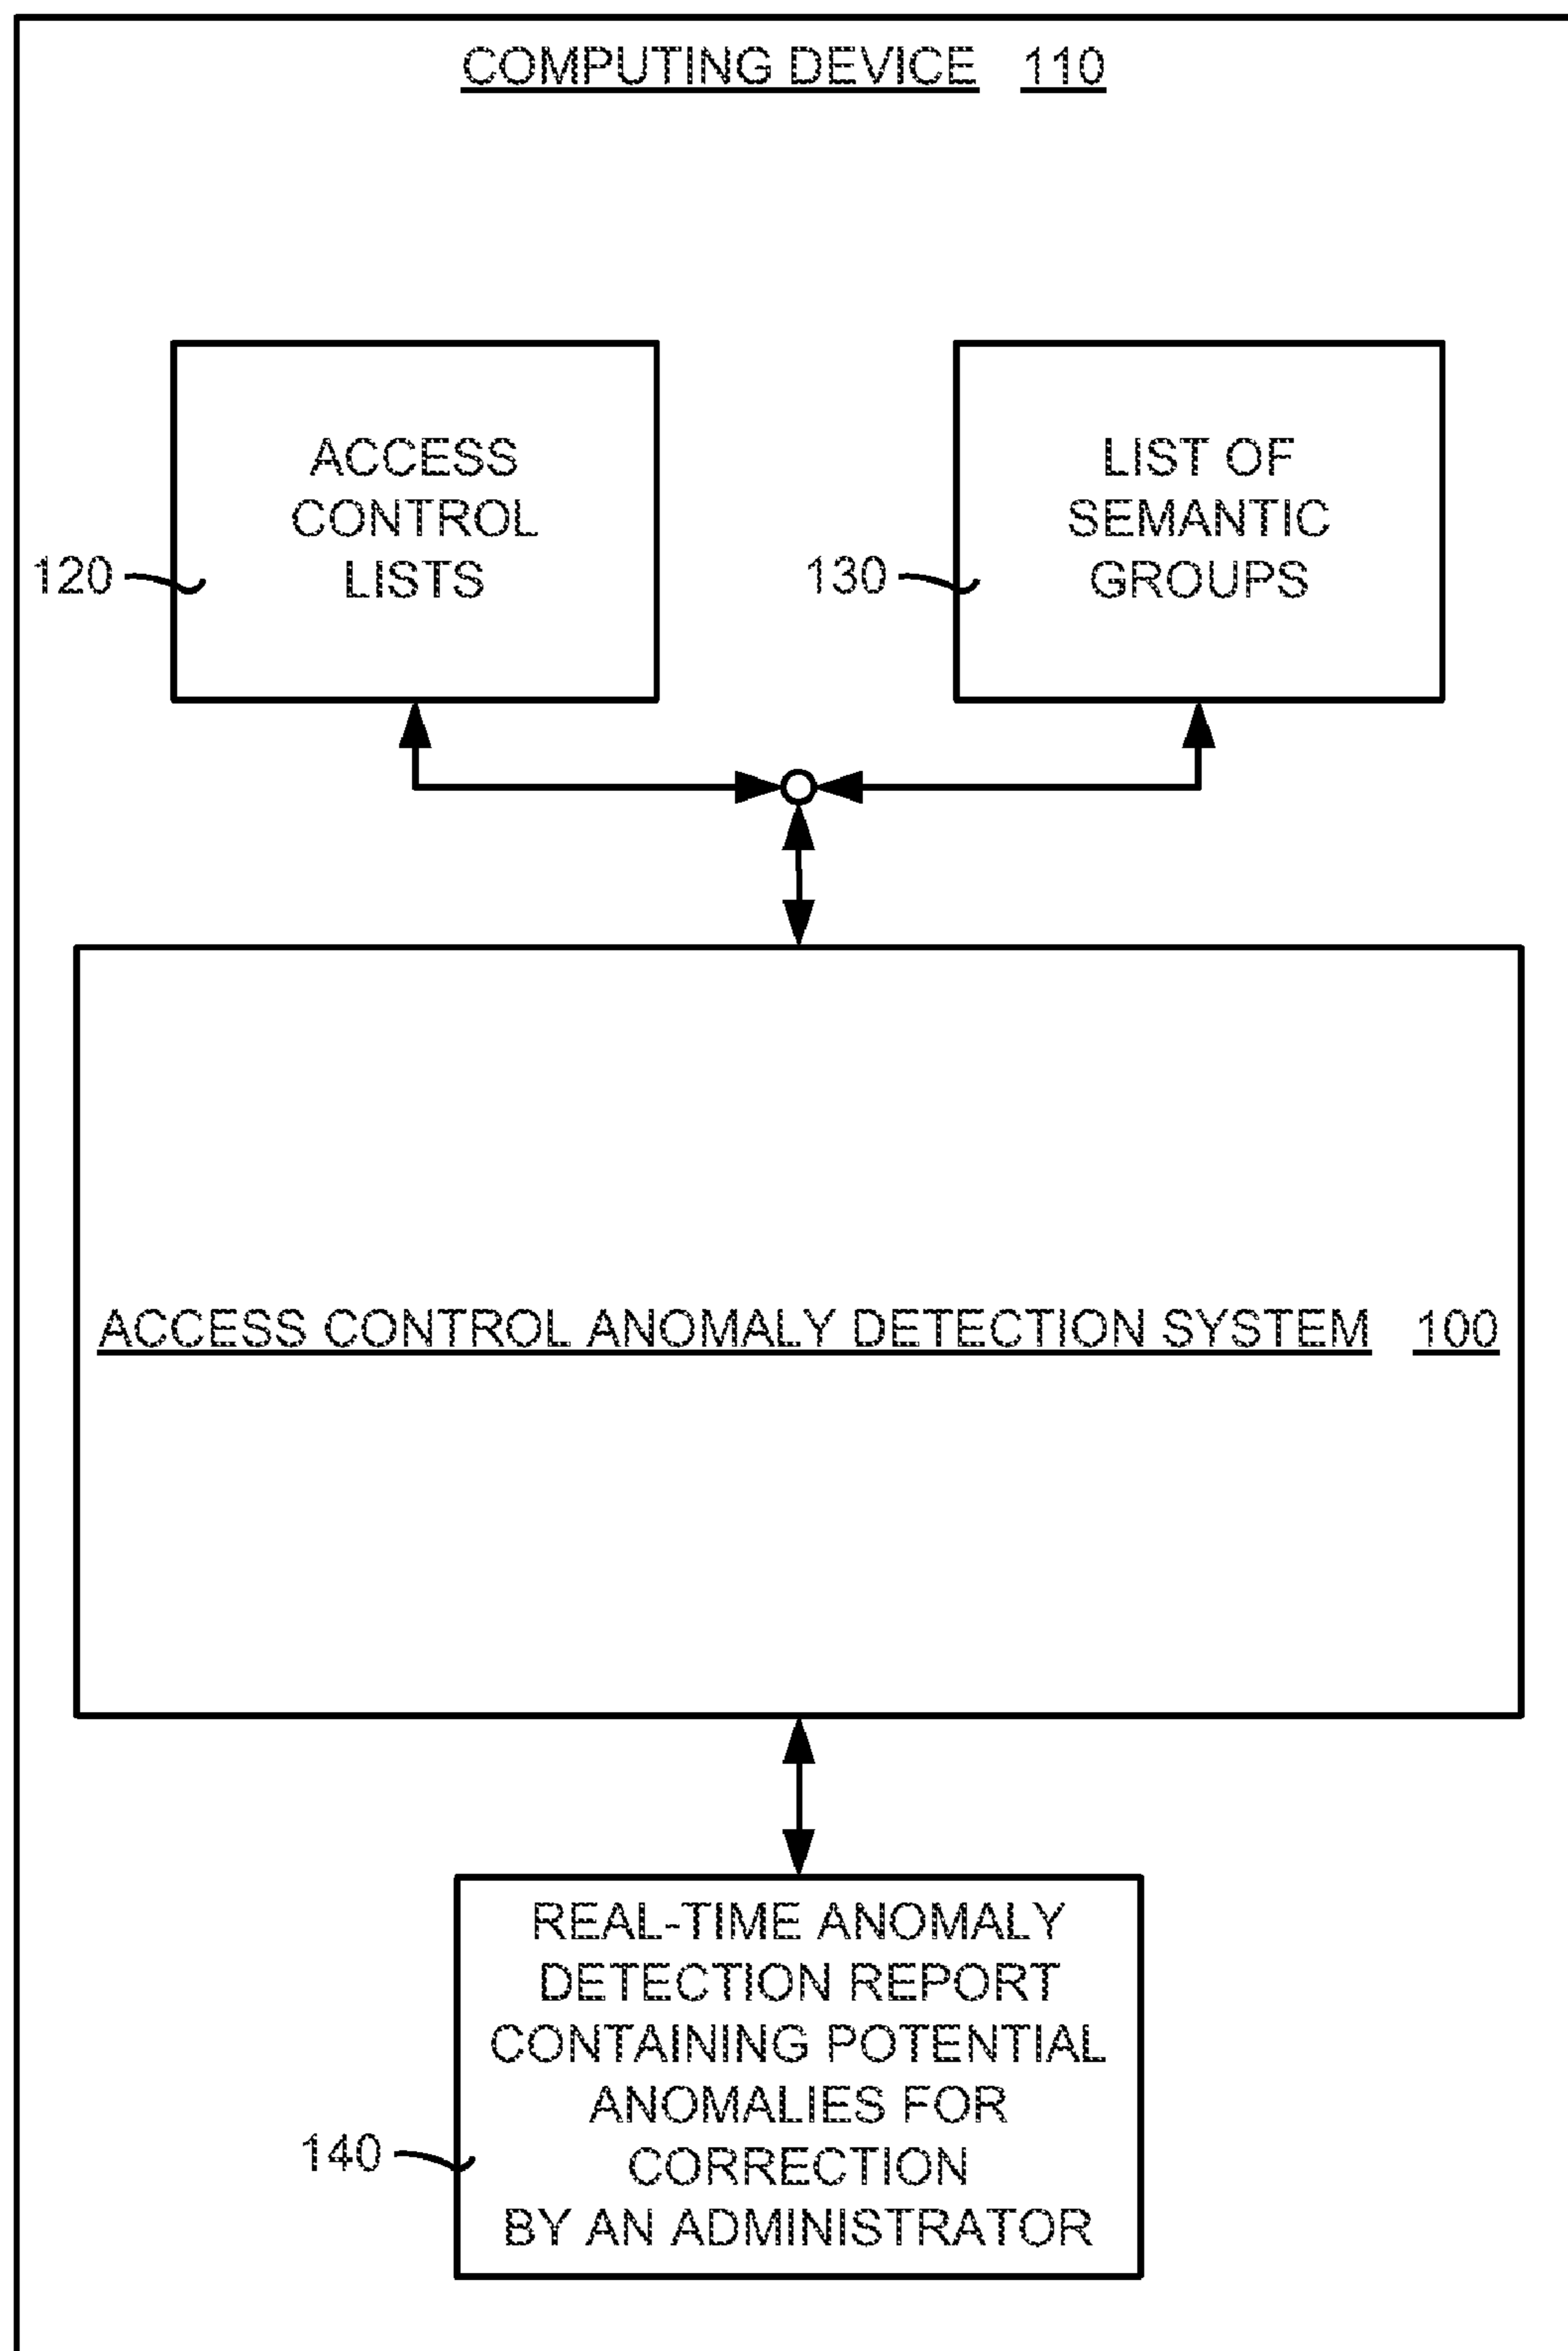 COMPUTING DEVICE 110
ACCESS
CONTROL
LISTS
120
LIST OF
SEMANTIC
GROUPS
130
ACCESS CONTROL ANOMALY DETECTION SYSTEM 100
REAL-TIME ANOMALY
DETECTION REPORT
CONTAINING POTENTIAL
ANOMALIES FOR
CORRECTION
BY AN ADMINISTRATOR
140